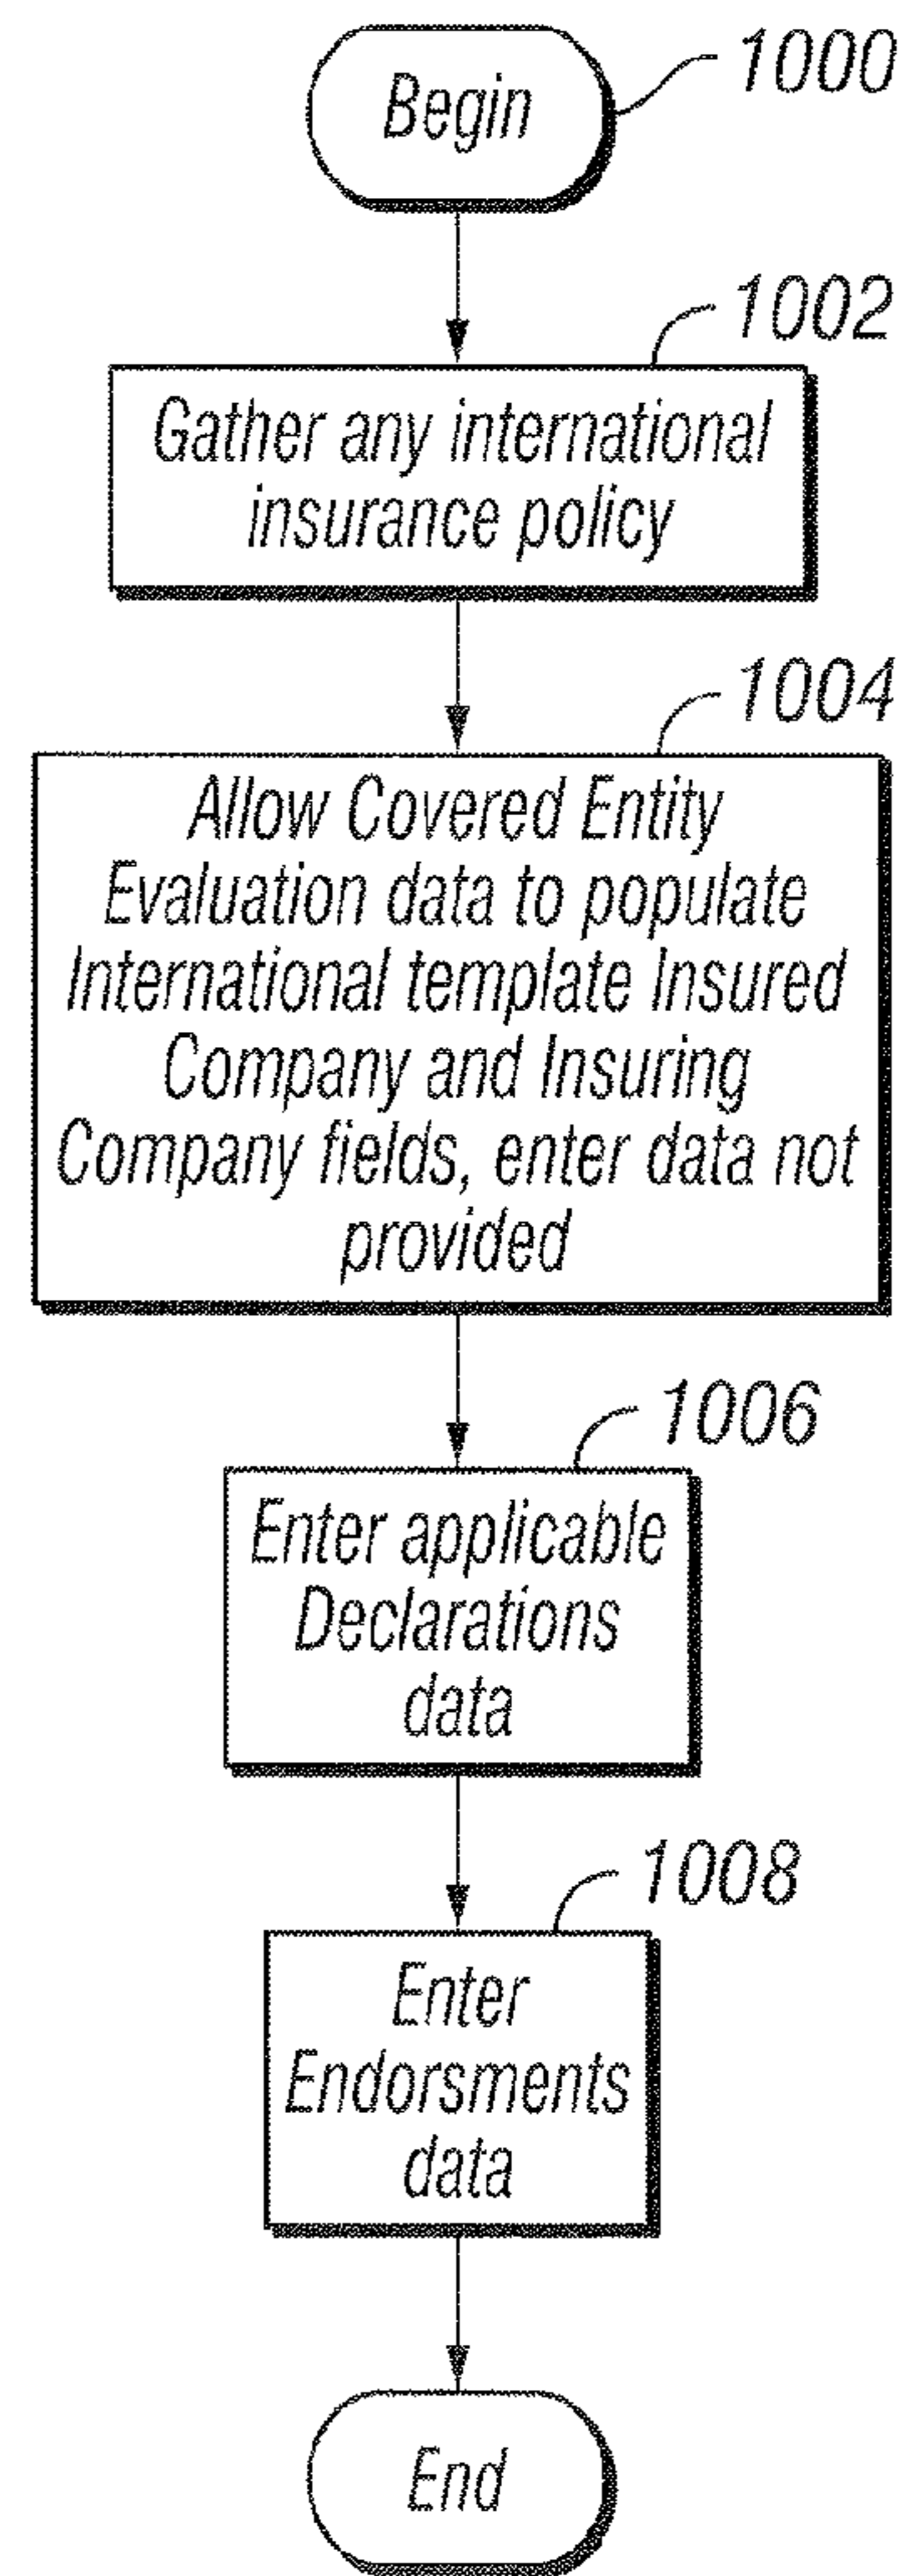 Begin
1000
1002
Gather any international
insurance policy
1004
Allow Covered Entity
Evaluation data to populate
International template Insured
Company and Insuring
Company fields, enter data not
provided
1006
Enter applicable
Declarations
data
1008
Enter
Endorsments
data
End